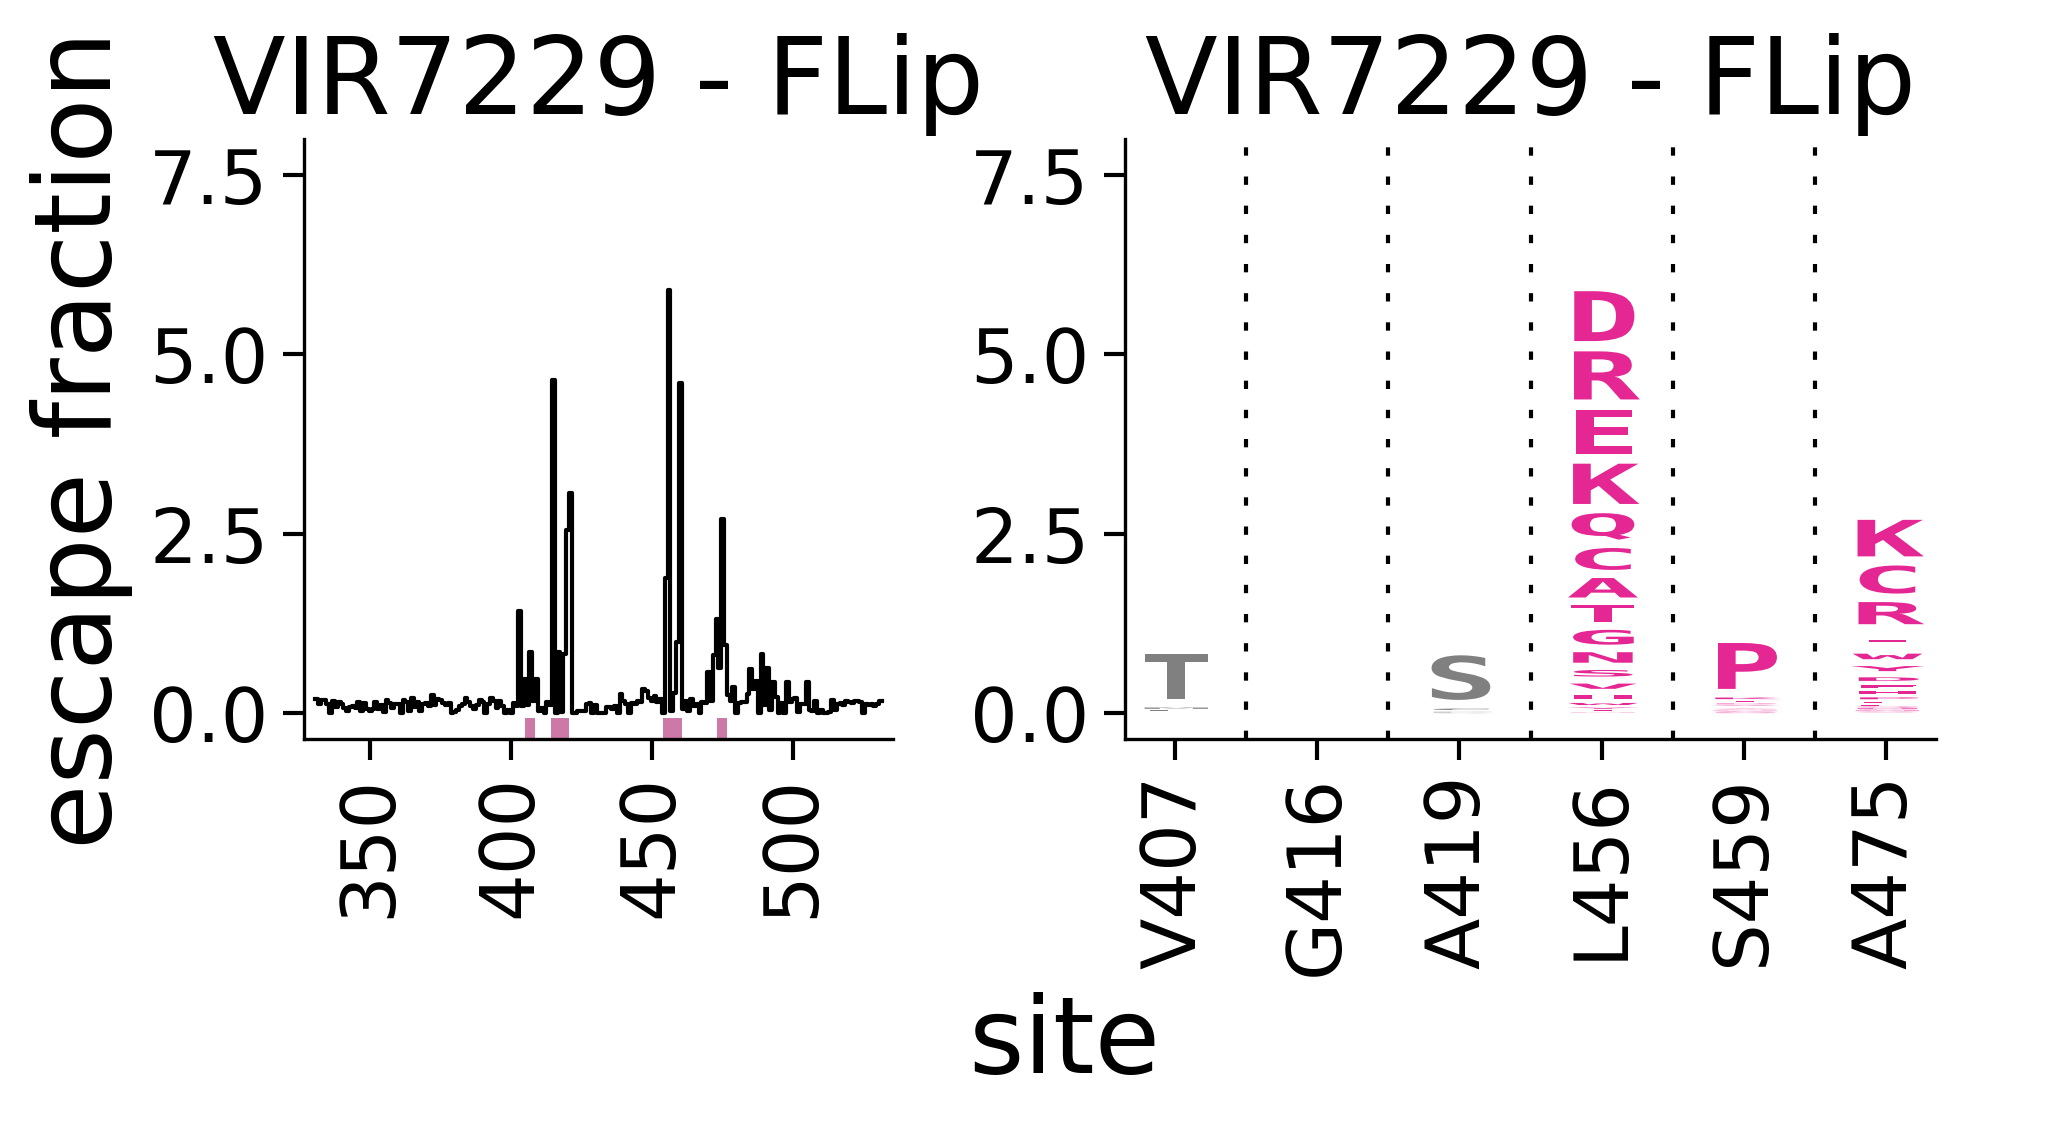 VIR7229 - FLip
escape fraction
7.5
5.0
2.5
0.0
350
400
450
500
VIR7229 - FLip
7.5
5.0
2.5
0.0
T
S
D
R
E
K
Q
C
A
T
G
N
S
V
P
K
C
R
V407
G416
A419
L456
S459
A475
site